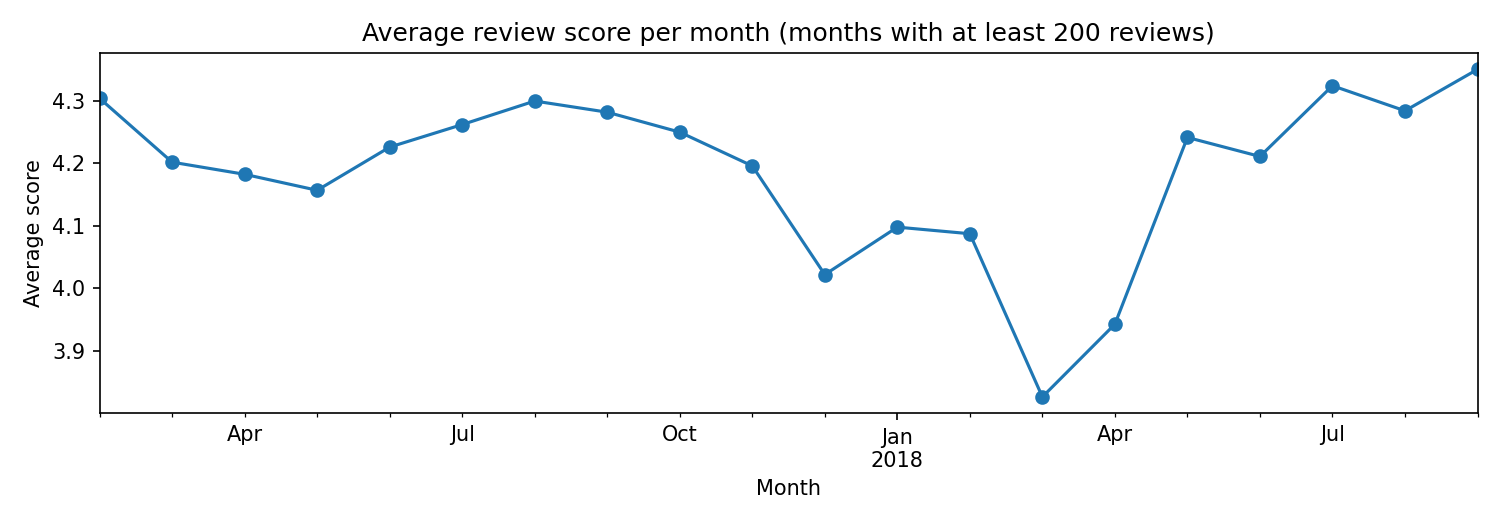 Average review score per month (months with at least 200 reviews)
Average score
4.3
4.2
4.1
4.0
3.9
Apr
Jul
Oct
Jan
2018
Apr
Jul
Month